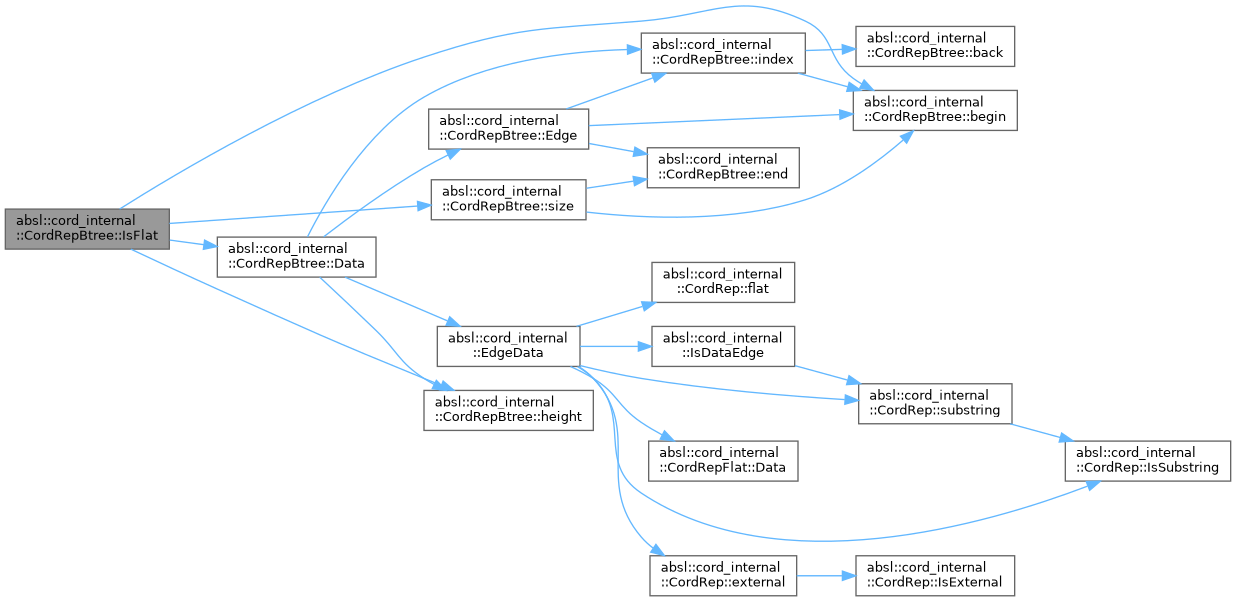 absl::cord_internal
::CordRepBtree::IsFlat
absl::cord_internal
::CordRepBtree::Data
absl::cord_internal
::CordRepBtree::Edge
absl::cord_internal
::CordRepBtree::size
absl::cord_internal
::EdgeData
absl::cord_internal
::CordRepBtree::height
absl::cord_internal
::CordRepBtree::index
absl::cord_internal
::CordRepBtree::end
absl::cord_internal
::CordRep::flat
absl::cord_internal
::IsDataEdge
absl::cord_internal
::CordRepFlat::Data
absl::cord_internal
::CordRep::external
absl::cord_internal
::CordRepBtree::back
absl::cord_internal
::CordRepBtree::begin
absl::cord_internal
::CordRep::substring
absl::cord_internal
::CordRep::IsExternal
absl::cord_internal
::CordRep::IsSubstring